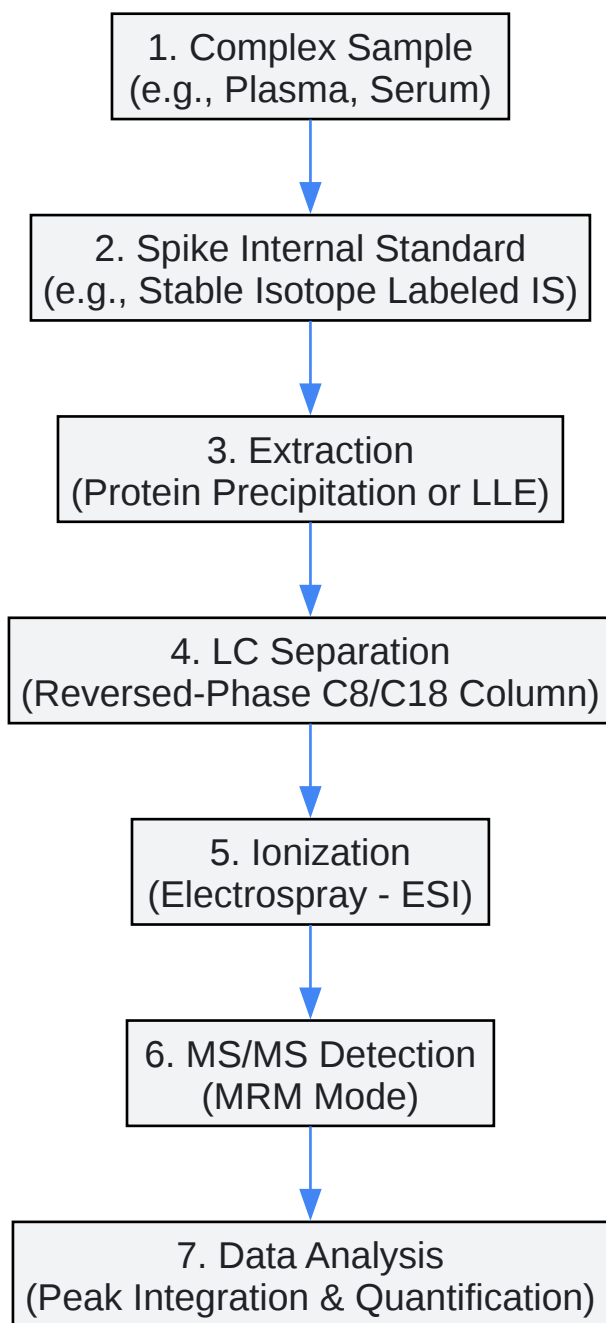 1. Complex Sample
(e.g., Plasma, Serum)
2. Spike Internal Standard
(e.g., Stable Isotope Labeled IS)
3. Extraction
(Protein Precipitation or LLE)
4. LC Separation
(Reversed-Phase C8/C18 Column)
5. Ionization
(Electrospray - ESI)
6. MS/MS Detection
(MRM Mode)
7. Data Analysis
(Peak Integration & Quantification)